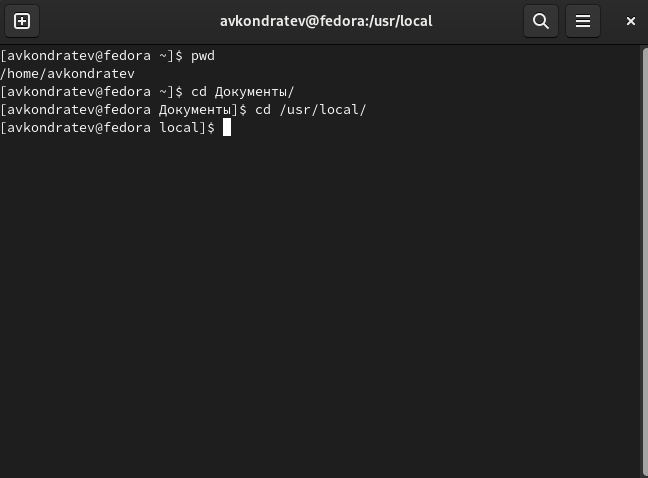 avkondratev@fedora:/usr/local
[avkondratev@fedora ~]$ pwd
/home/avkondratev
[avkondratev@fedora ~]$ cd Документы/
[avkondratev@fedora Документы]$ cd /usr/local/
[avkondratev@fedora local]$